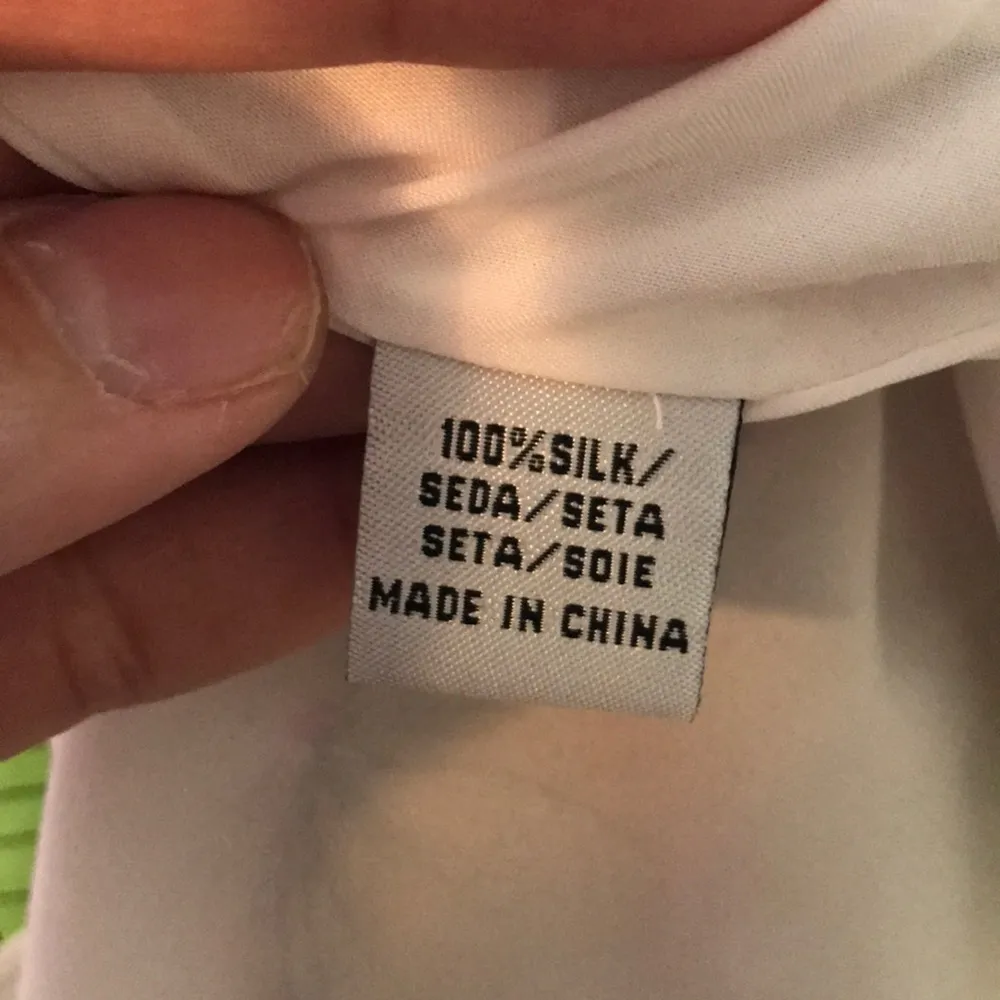 100%SILK/
SEDA/SETA
SETA/SOIE
MADE IN CHINA